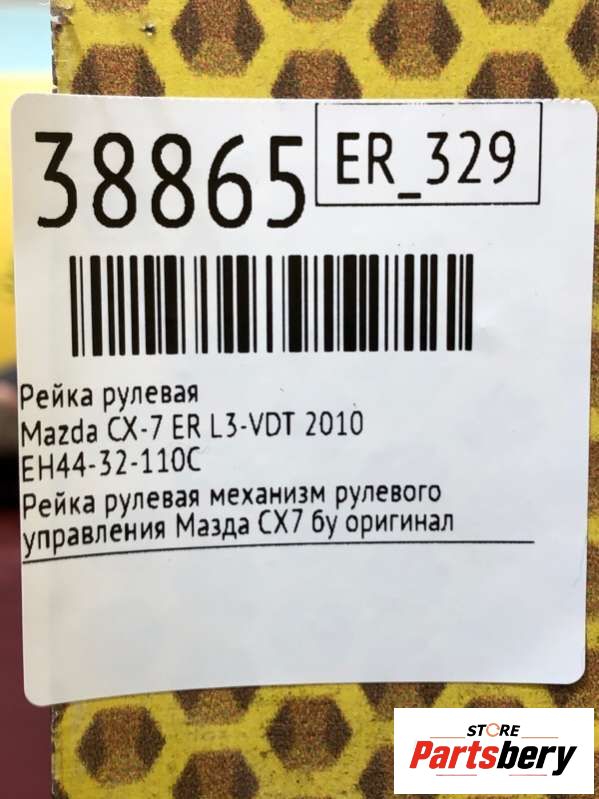 38865
ER_329
Рейка рулевая
Mazda CX-7 ER L3-VDT 2010
EH44-32-110C
Рейка рулевая механизм рулевого
управления Мазда СХ7 бу оригинал
STORE
Partsbery